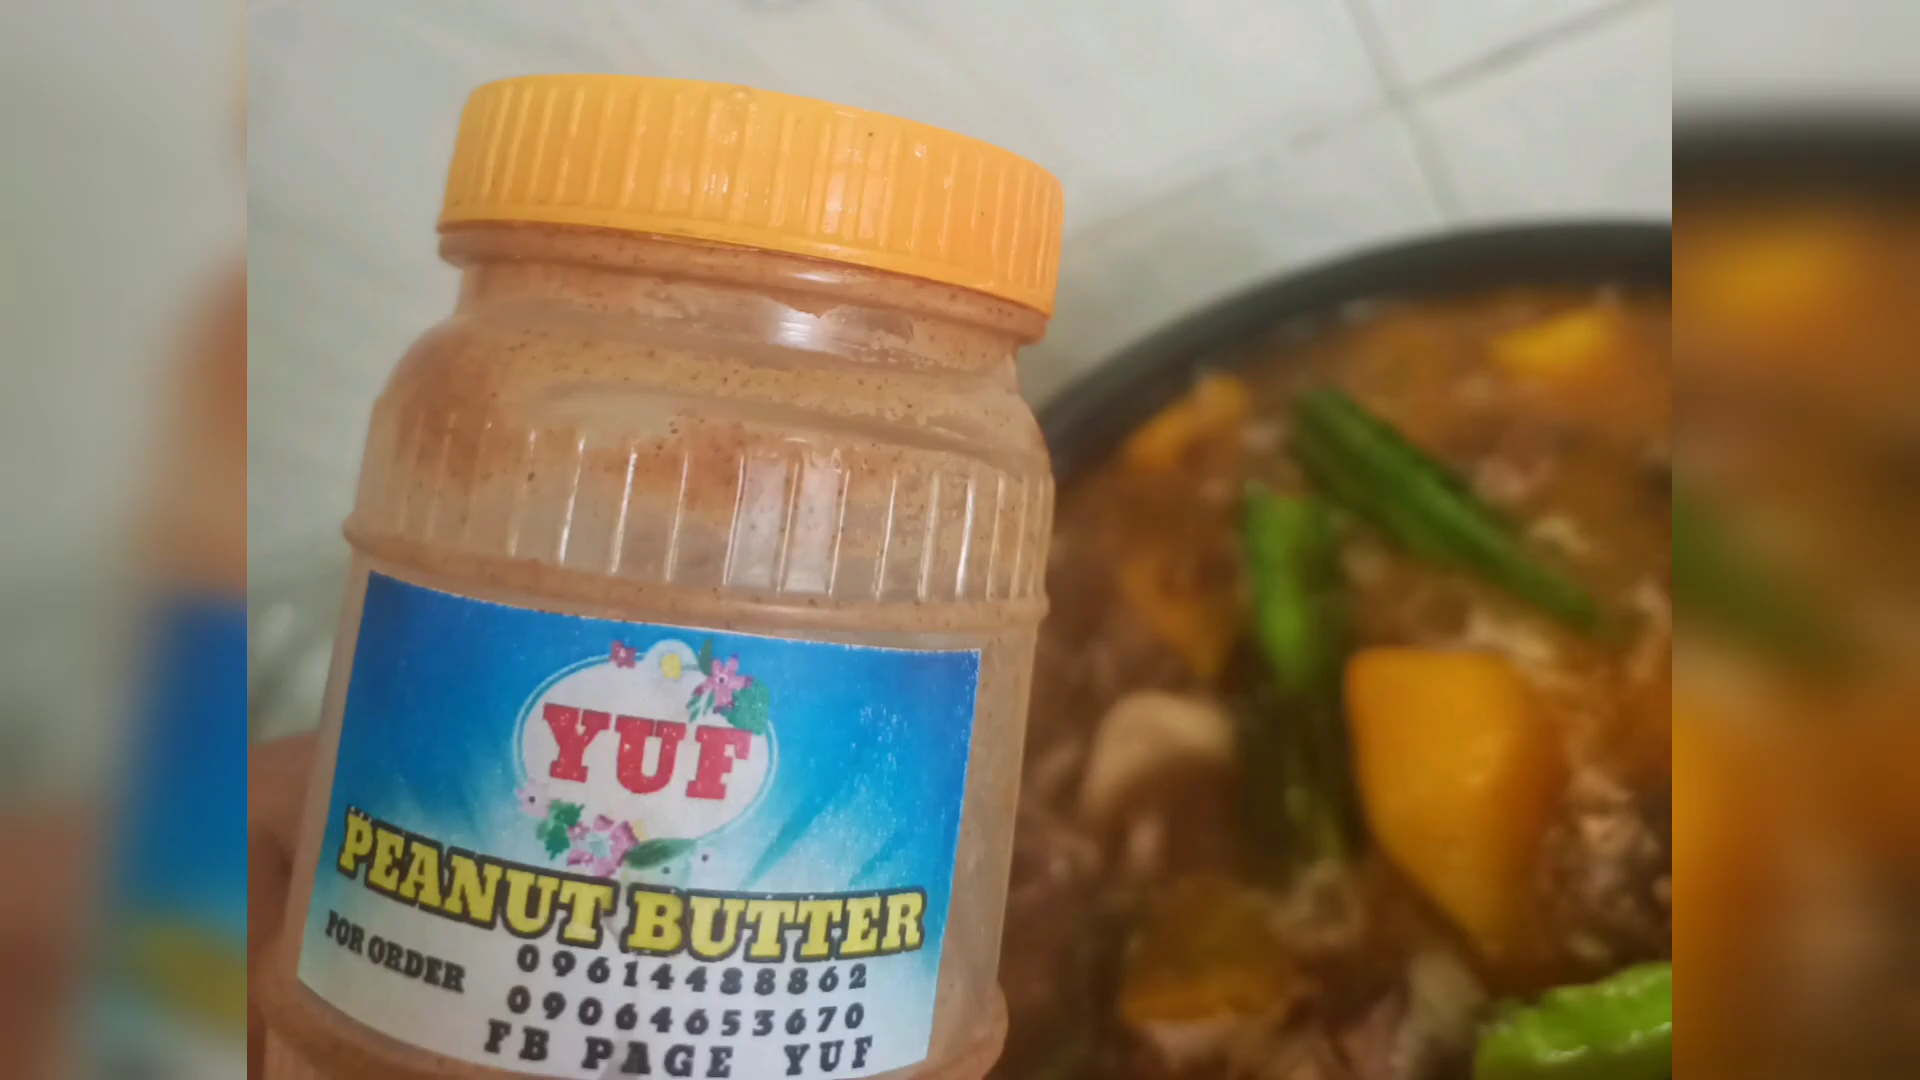 YUF
PEANUT BUTTER
FOR ORDER
09614488862
09064653670
FB PAGE YUF